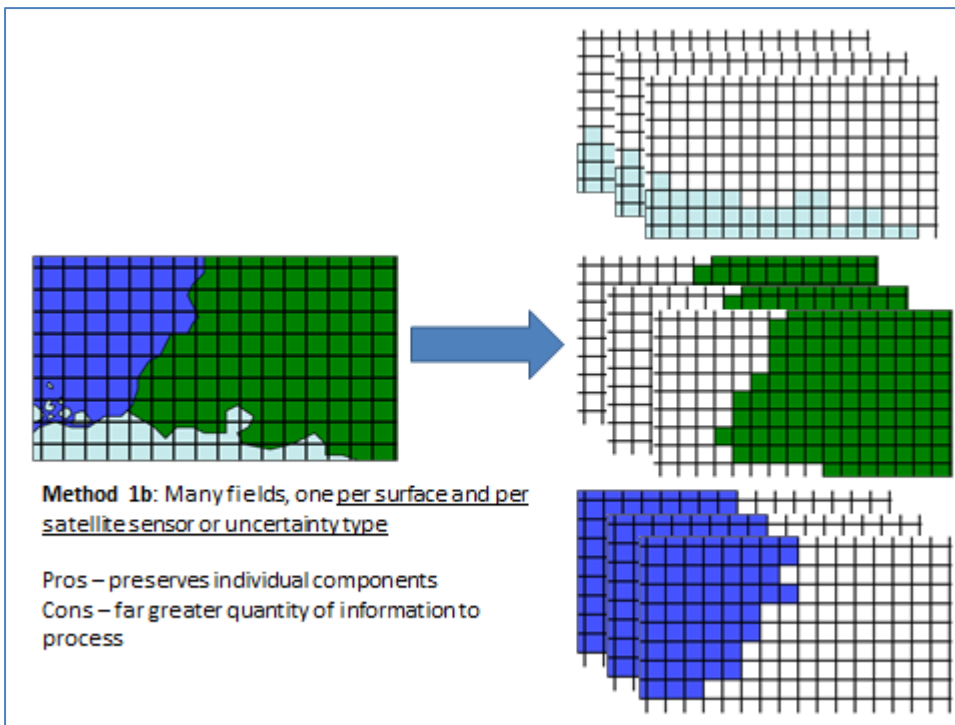 Method 1b: Many fields, one per surface and per
satellite sensor or uncertainty type
Pros – preserves individual components
Cons – far greater quantity of information to
process